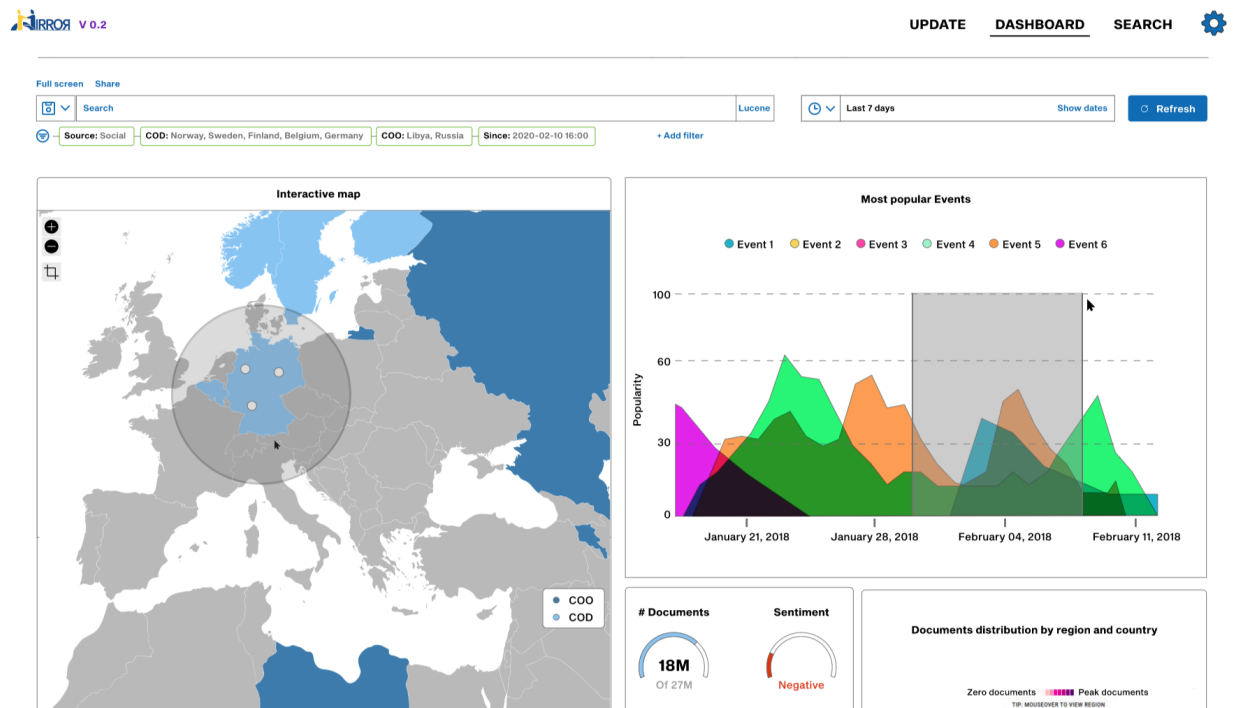 MIRROR V 0.2
UPDATE DASHBOARD SEARCH
Full screen Share
Search Lucene
Last 7 days Show dates
Refresh
Source: Social COD: Norway, Sweden, Finland, Belgium, Germany COO: Libya, Russia Since: 2020-02-10 16:00 + Add filter
Interactive map
COO
COD
Most popular Events
Event 1 Event 2 Event 3 Event 4 Event 5 Event 6
Popularity
100
60
30
0
January 21, 2018 January 28, 2018 February 04, 2018 February 11, 2018
# Documents
18M
Of 27M
Sentiment
Negative
Documents distribution by region and country
Zero documents Peak documents
TIP: MOUSEOVER TO VIEW REGION